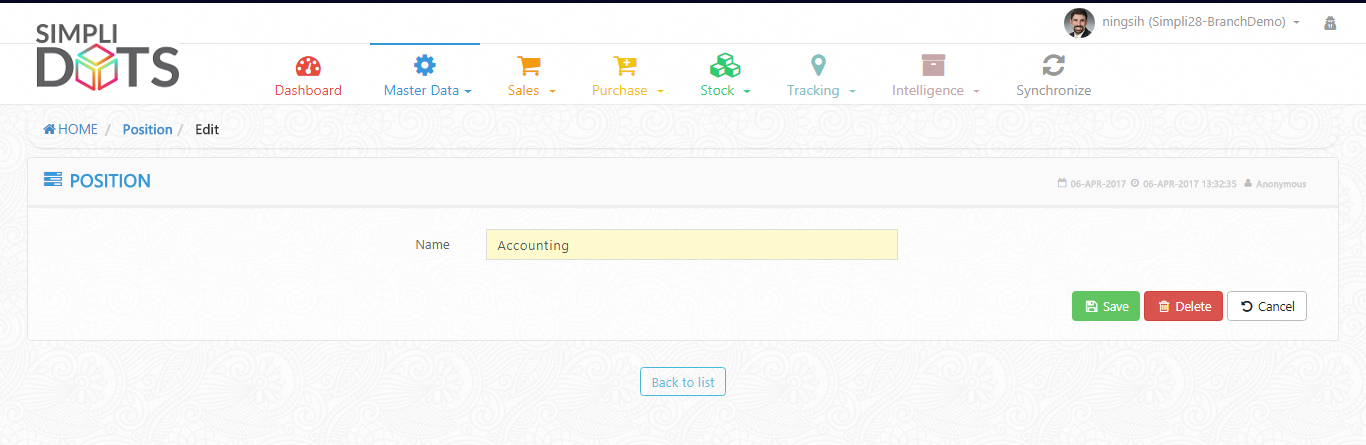 SIMPLI
DOTS
ningsih (Simpli28-BranchDemo)
Dashboard Master Data Sales Purchase Stock Tracking Intelligence Synchronize
HOME / Position / Edit
POSITION 06-APR-2017 06-APR-2017 13:32:35 Anonymous
Name Accounting
Save Delete Cancel
Back to list